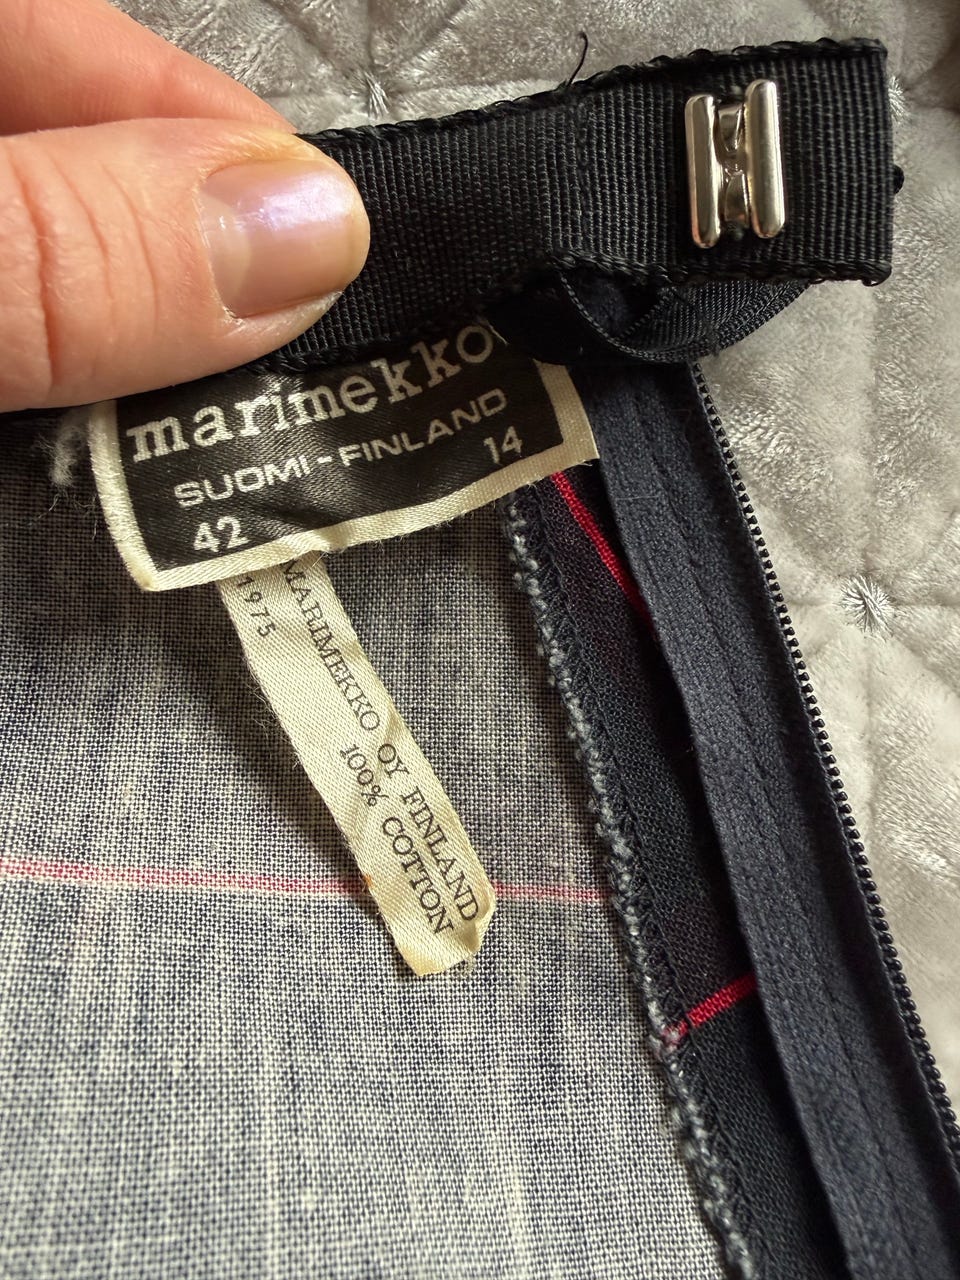 marimekko
SUOMI-FINLAND
42 14
1975
MARIMEKKO OY FINLAND
100% COTTON